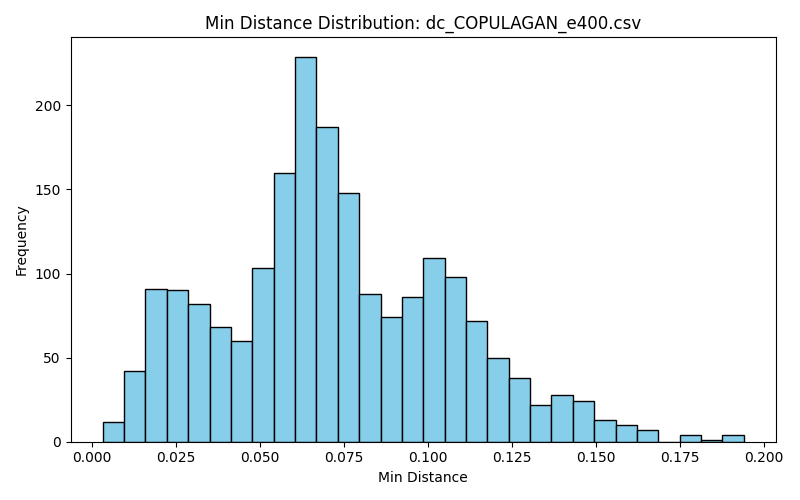 Min Distance Distribution: dc_COPULAGAN_e400.csv
Frequency
200
150
100
50
0
0.000 0.025 0.050 0.075 0.100 0.125 0.150 0.175 0.200
Min Distance